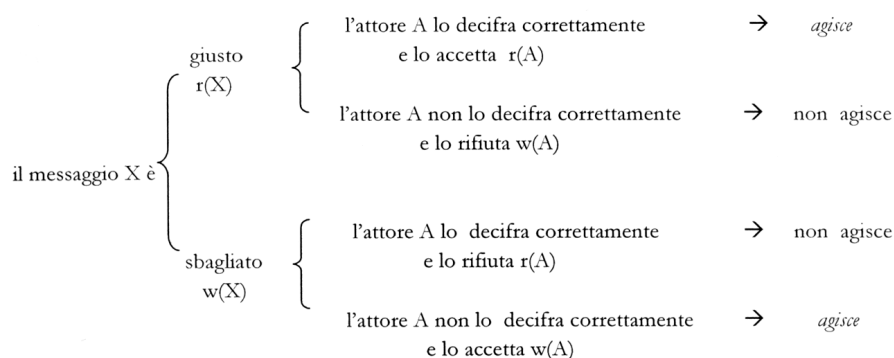 l'attore A lo decifra correttamente → agisce
e lo accetta r(A)
giusto
r(X)
l'attore A non lo decifra correttamente → non agisce
e lo rifiuta w(A)
il messaggio X è
l'attore A lo decifra correttamente → non agisce
e lo rifiuta r(A)
sbagliato
w(X)
l'attore A non lo decifra correttamente → agisce
e lo accetta w(A)